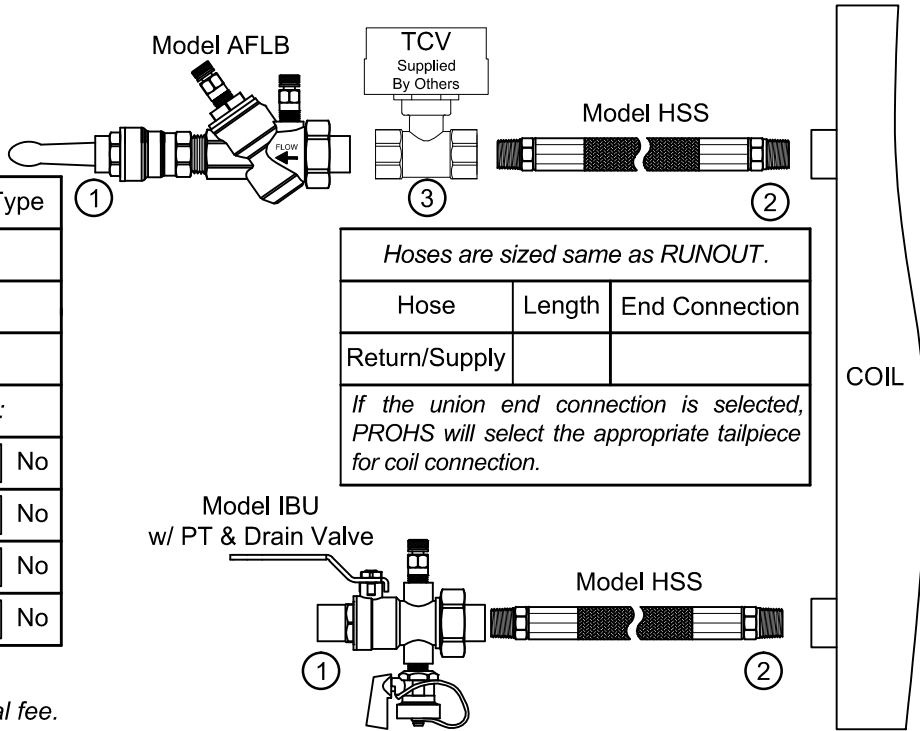 Model AFLB
TCV
Supplied
By Others
Model HSS
FLOW
1
3
2
Type
Hoses are sized same as RUNOUT.
Hose Length End Connection
Return/Supply
If the union end connection is selected,
PROHS will select the appropriate tailpiece
for coil connection.
COIL
:
No
No
No
No
Model IBU
w/ PT & Drain Valve
Model HSS
1
2
fee.